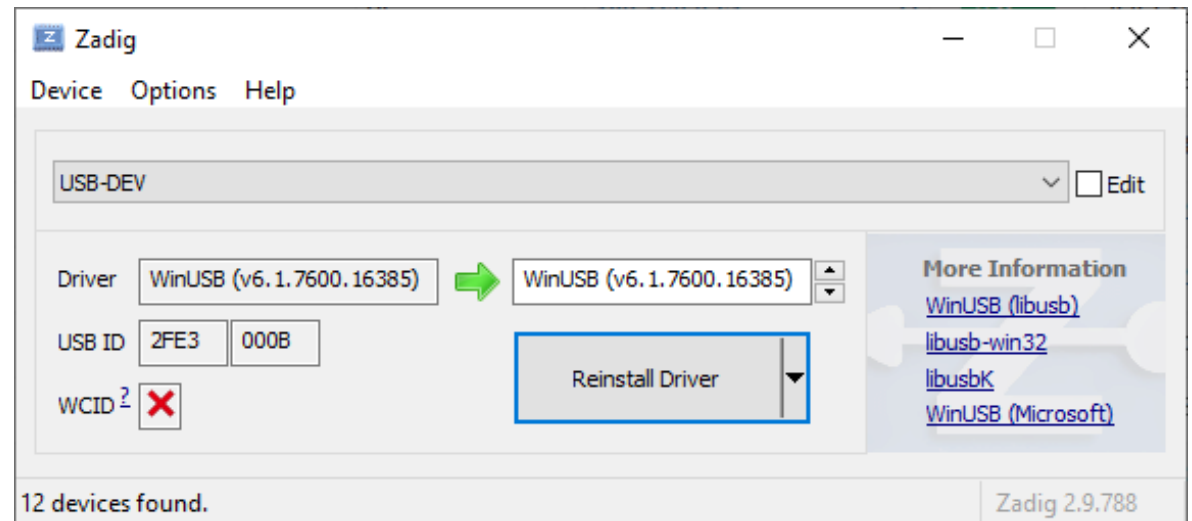 Zadig
Device Options Help
USB-DEV
Edit
Driver WinUSB (v6.1.7600.16385) WinUSB (v6.1.7600.16385)
USB ID 2FE3 000B
WCID ?
Reinstall Driver
More Information
WinUSB (libusb)
libusb-win32
libusbK
WinUSB (Microsoft)
12 devices found.
Zadig 2.9.788